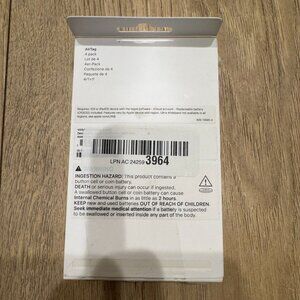 AirTag
4 pack
Lot de 4
4er-Pack
Confezione da 4
Paquete de 4
LPN AC 24259 3964
INGESTION HAZARD: This product contains a
button cell or coin battery.
DEATH or serious injury can occur if ingested.
A swallowed button cell or coin battery can cause
Internal Chemical Burns in as little as 2 hours.
KEEP new and used batteries OUT OF REACH OF CHILDREN.
Seek immediate medical attention if a battery is suspected
to be swallowed or inserted inside any part of the body.